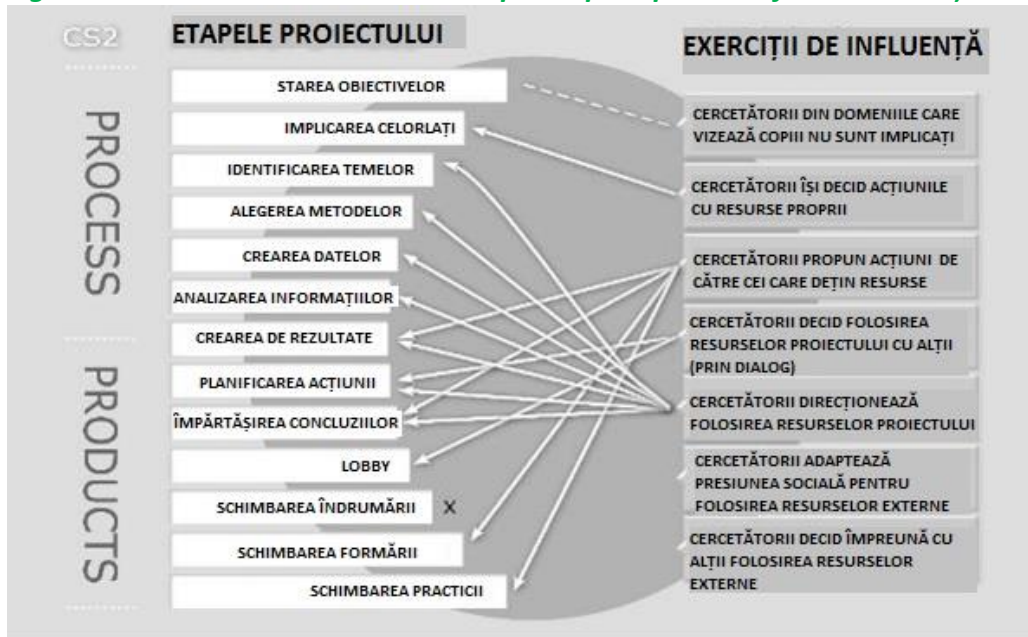 CS2
ETAPELE PROIECTULUI
EXERCIȚII DE INFLUENȚĂ
PROCESS
PRODUCTS
STAREA OBIECTIVELOR
IMPLICAREA CELORLAȚI
IDENTIFICAREA TEMELOR
ALEGEREA METODELOR
CREAREA DATELOR
ANALIZAREA INFORMAȚIILOR
CREAREA DE REZULTATE
PLANIFICAREA ACȚIUNII
ÎMPĂRTĂȘIREA CONCLUZIILOR
LOBBY
SCHIMBAREA ÎNDRUMĂRII X
SCHIMBAREA FORMĂRII
SCHIMBAREA PRACTICII
CERCETĂTORII DIN DOMENIILE CARE
VIZEAZĂ COPIII NU SUNT IMPLICAȚI
CERCETĂTORII ÎȘI DECID ACȚIUNILE
CU RESURSE PROPRII
CERCETĂTORII PROPUN ACȚIUNI DE
CĂTRE CEI CARE DEȚIN RESURSE
CERCETĂTORII DECID FOLOSIREA
RESURSELOR PROIECTULUI CU ALȚII
(PRIN DIALOG)
CERCETĂTORII DIRECȚIONEAZĂ
FOLOSIREA RESURSELOR PROIECTULUI
CERCETĂTORII ADAPTEAZĂ
PRESIUNEA SOCIALĂ PENTRU
FOLOSIREA RESURSELOR EXTERNE
CERCETĂTORII DECID ÎMPREUNĂ CU
ALȚII FOLOSIREA RESURSELOR
EXTERNE